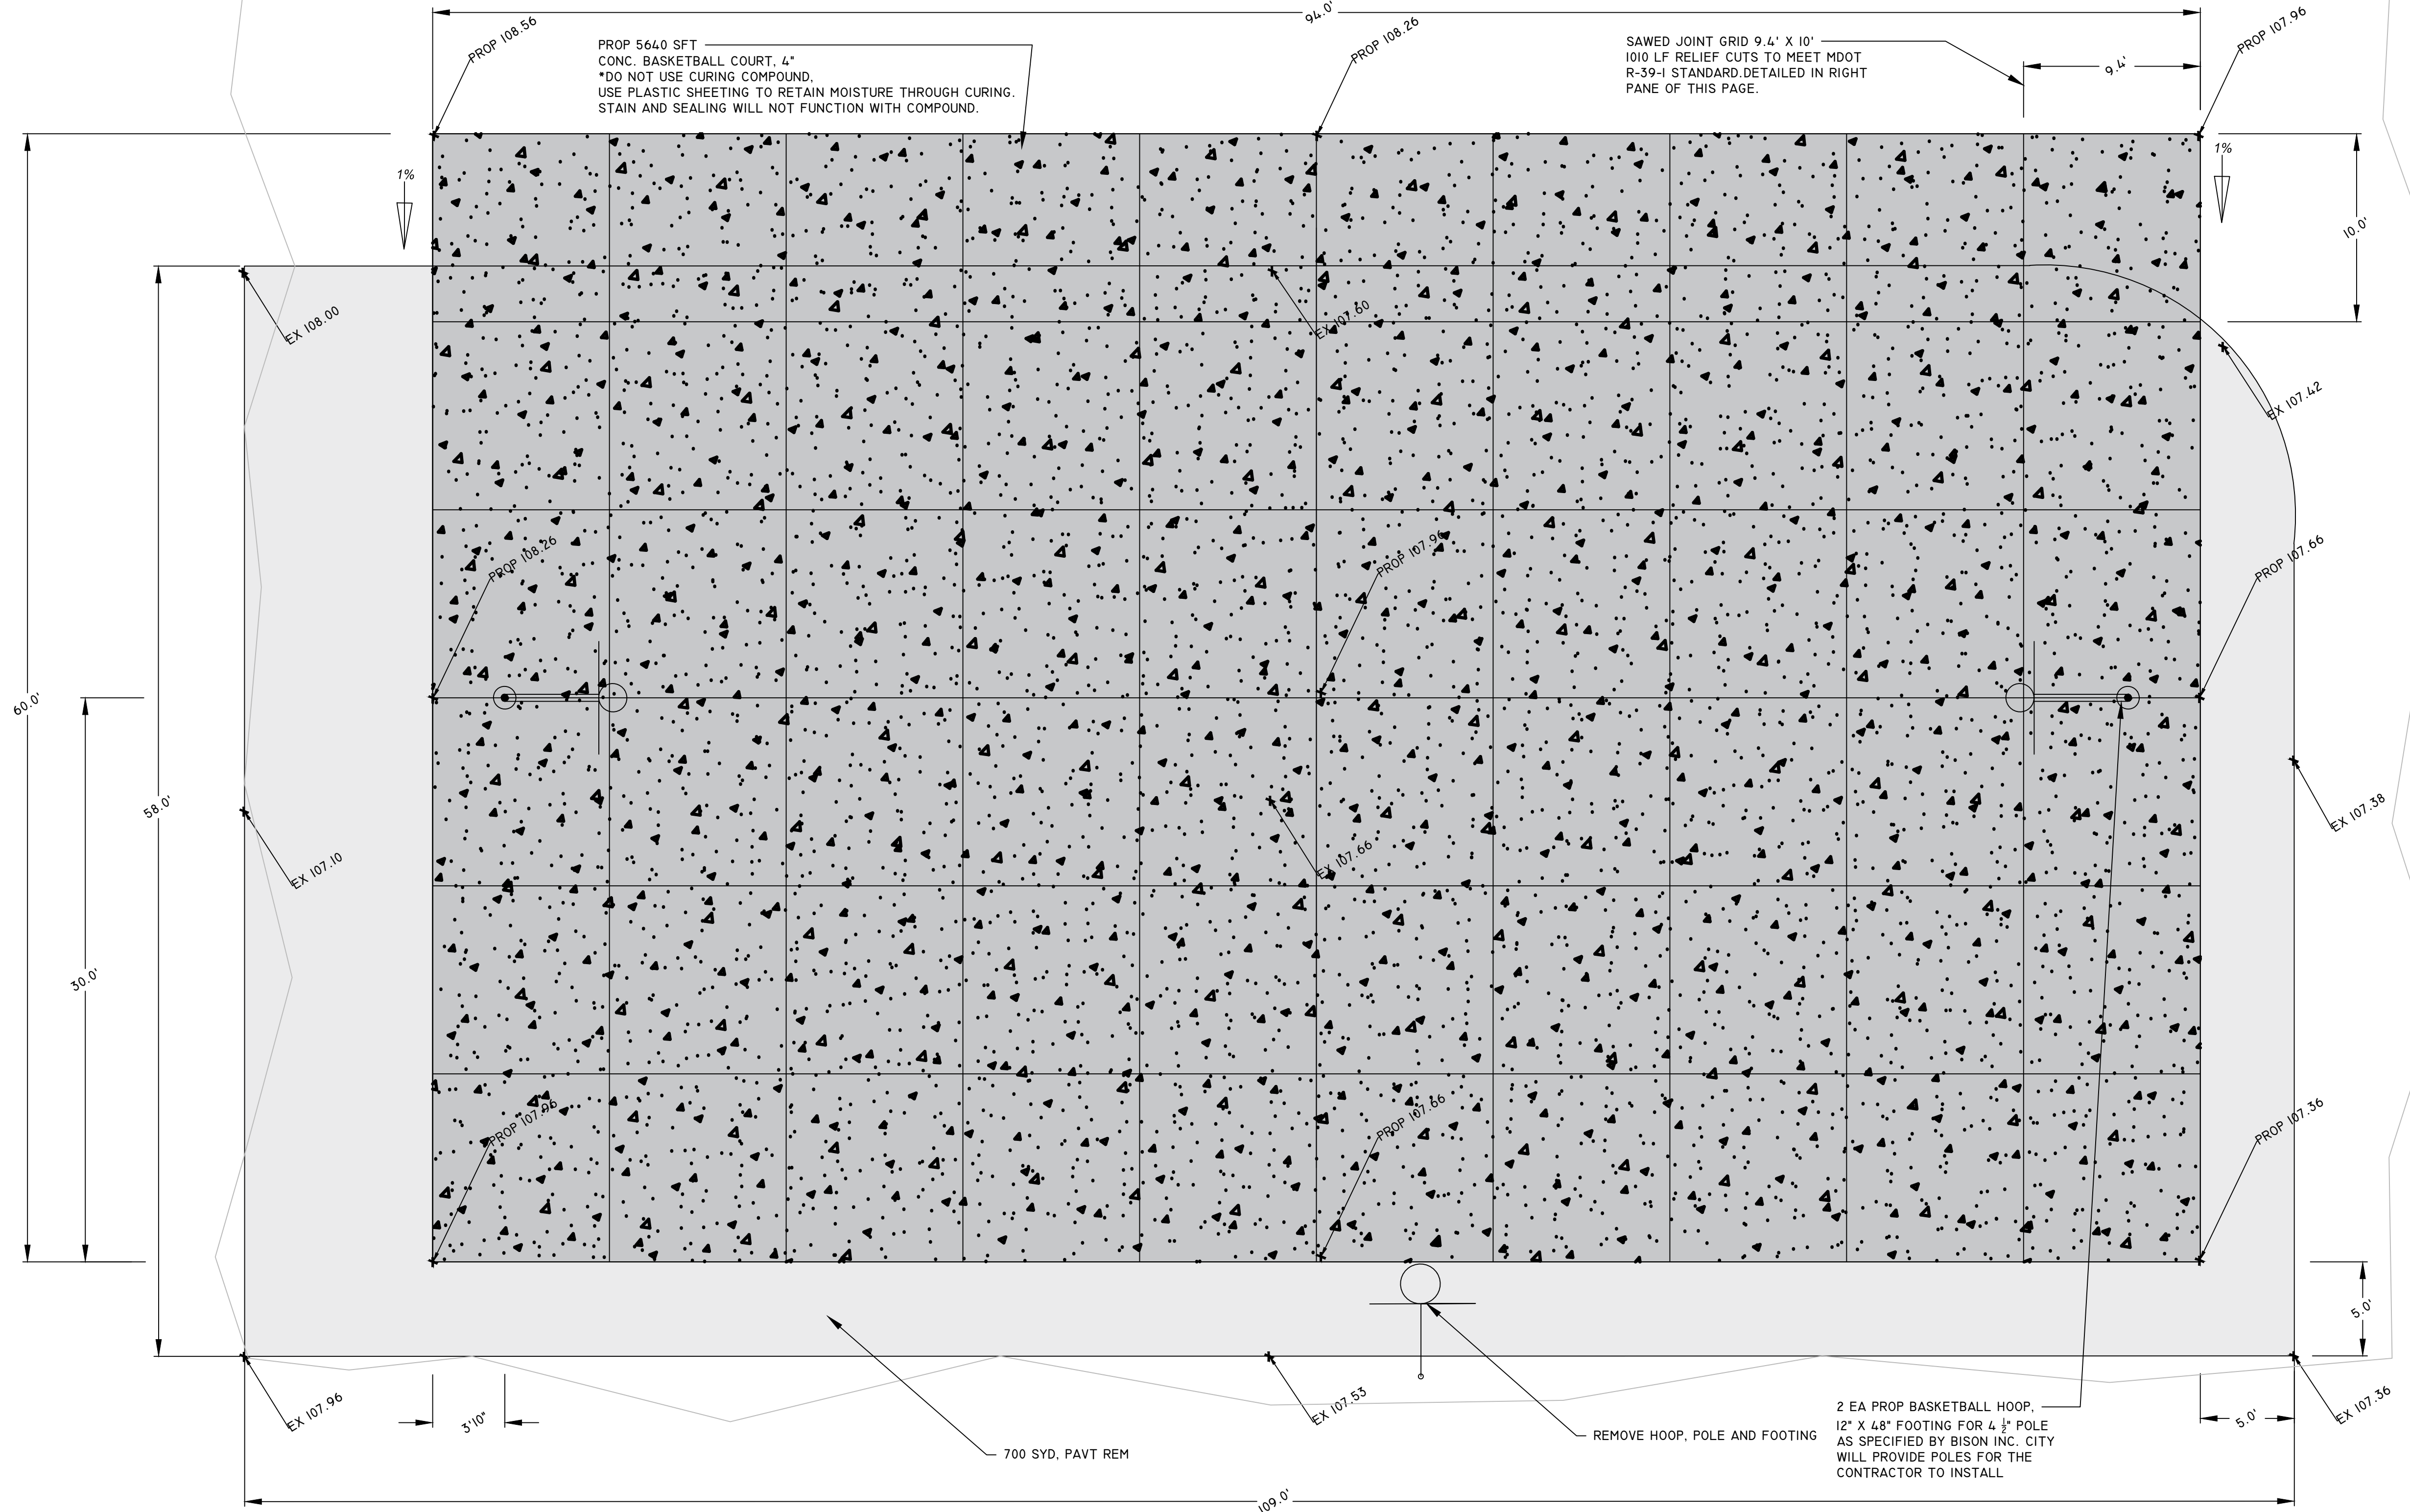 94.0'
PROP 108.56
PROP 108.26
PROP 107.96
PROP 5640 SFT
CONC. BASKETBALL COURT, 4"
*DO NOT USE CURING COMPOUND,
USE PLASTIC SHEETING TO RETAIN MOISTURE THROUGH CURING.
STAIN AND SEALING WILL NOT FUNCTION WITH COMPOUND.
SAWED JOINT GRID 9.4' X 10'
1010 LF RELIEF CUTS TO MEET MDOT
R-39-I STANDARD.DETAILED IN RIGHT
PANE OF THIS PAGE.
9.4'
1%
1%
10.0'
EX 108.00
EX 107.60
EX 107.42
PROP 108.26
PROP 107.96
PROP 107.66
60.0'
58.0'
30.0'
EX 107.10
EX 107.66
EX 107.38
PROP 107.96
PROP 107.66
PROP 107.36
5.0'
EX 107.96
3'10"
EX 107.53
EX 107.36
5.0'
700 SYD, PAVT REM
REMOVE HOOP, POLE AND FOOTING
2 EA PROP BASKETBALL HOOP,
12" X 48" FOOTING FOR 4 1/2" POLE
AS SPECIFIED BY BISON INC. CITY
WILL PROVIDE POLES FOR THE
CONTRACTOR TO INSTALL
109.0'